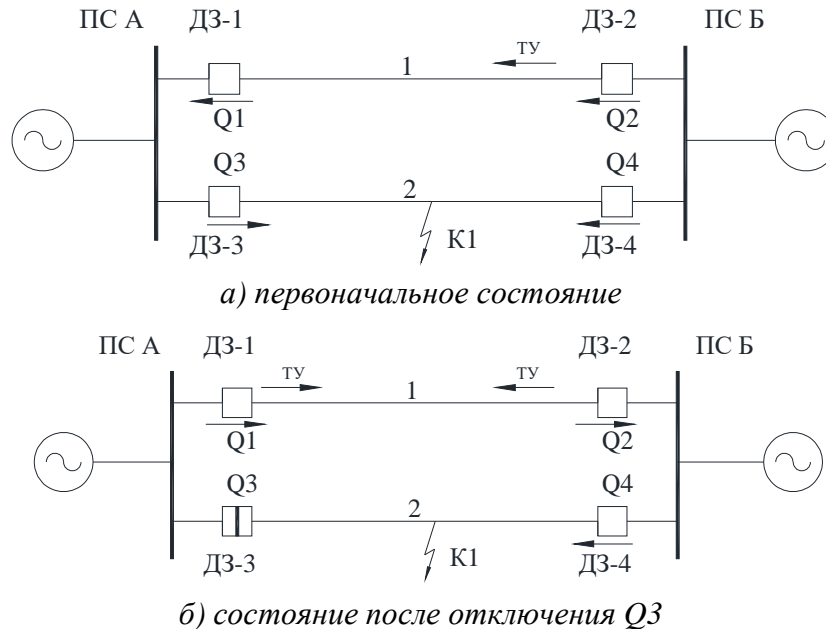 ПС А ДЗ-1 ДЗ-2 ПС Б
ТУ
1
Q1 Q2
Q3 Q4
2
К1
ДЗ-3 ДЗ-4
а) первоначальное состояние
ПС А ДЗ-1 ДЗ-2 ПС Б
ТУ ТУ
1
Q1 Q2
Q3 Q4
2
К1
ДЗ-3 ДЗ-4
б) состояние после отключения Q3